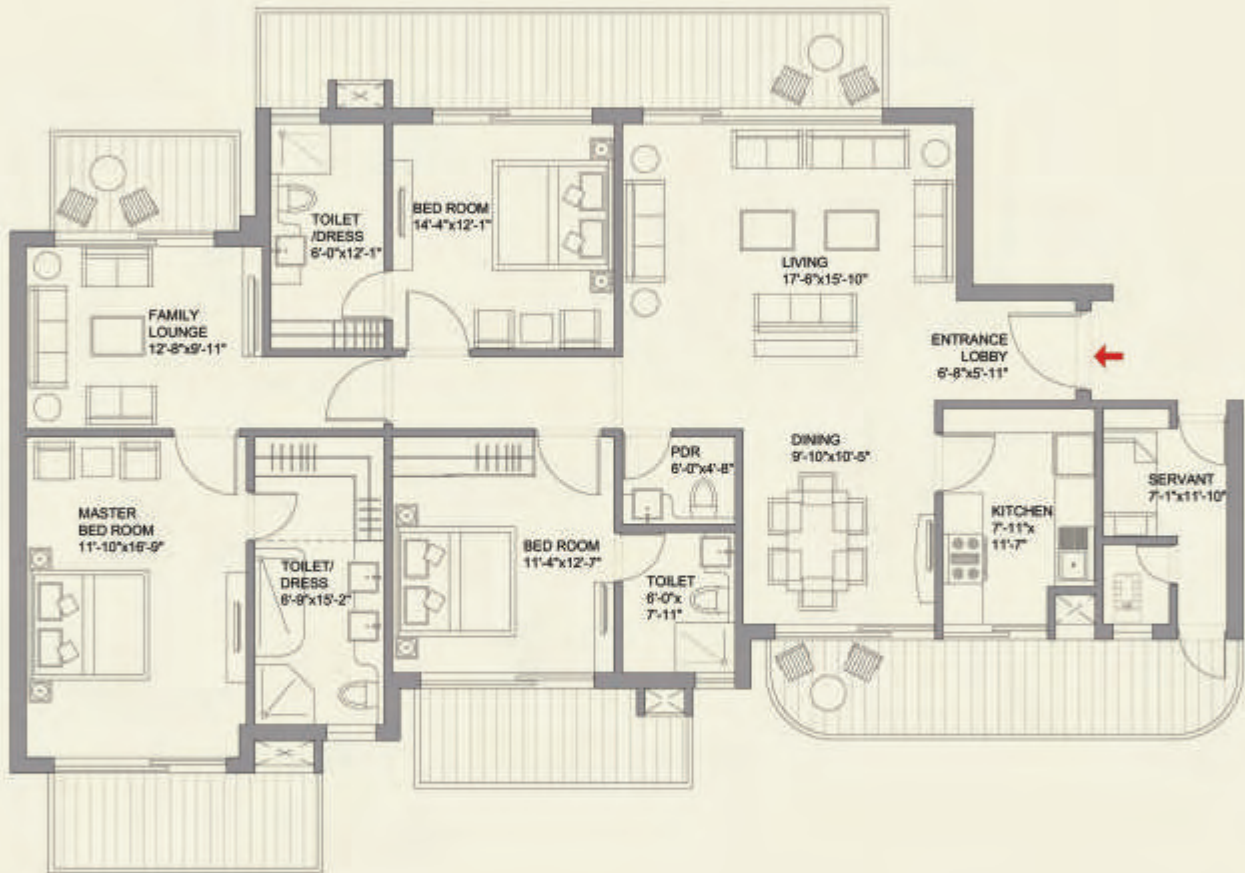 TOILET
/DRESS
6'-0"x12'-1"
BED ROOM
14'-4"x12'-1"
LIVING
17'-6"x15'-10"
FAMILY
LOUNGE
12'-8"x9'-11"
ENTRANCE
LOBBY
6'-8"x5'-11"
MASTER
BED ROOM
11'-10"x16'-9"
TOILET/
DRESS
6'-9"x15'-2"
BED ROOM
11'-4"x12'-7"
PDR
6'-0"x4'-8"
TOILET
6'-0"x
7'-11"
DINING
9'-10"x10'-5"
KITCHEN
7'-11"x
11'-7"
SERVANT
7'-1"x11'-10"